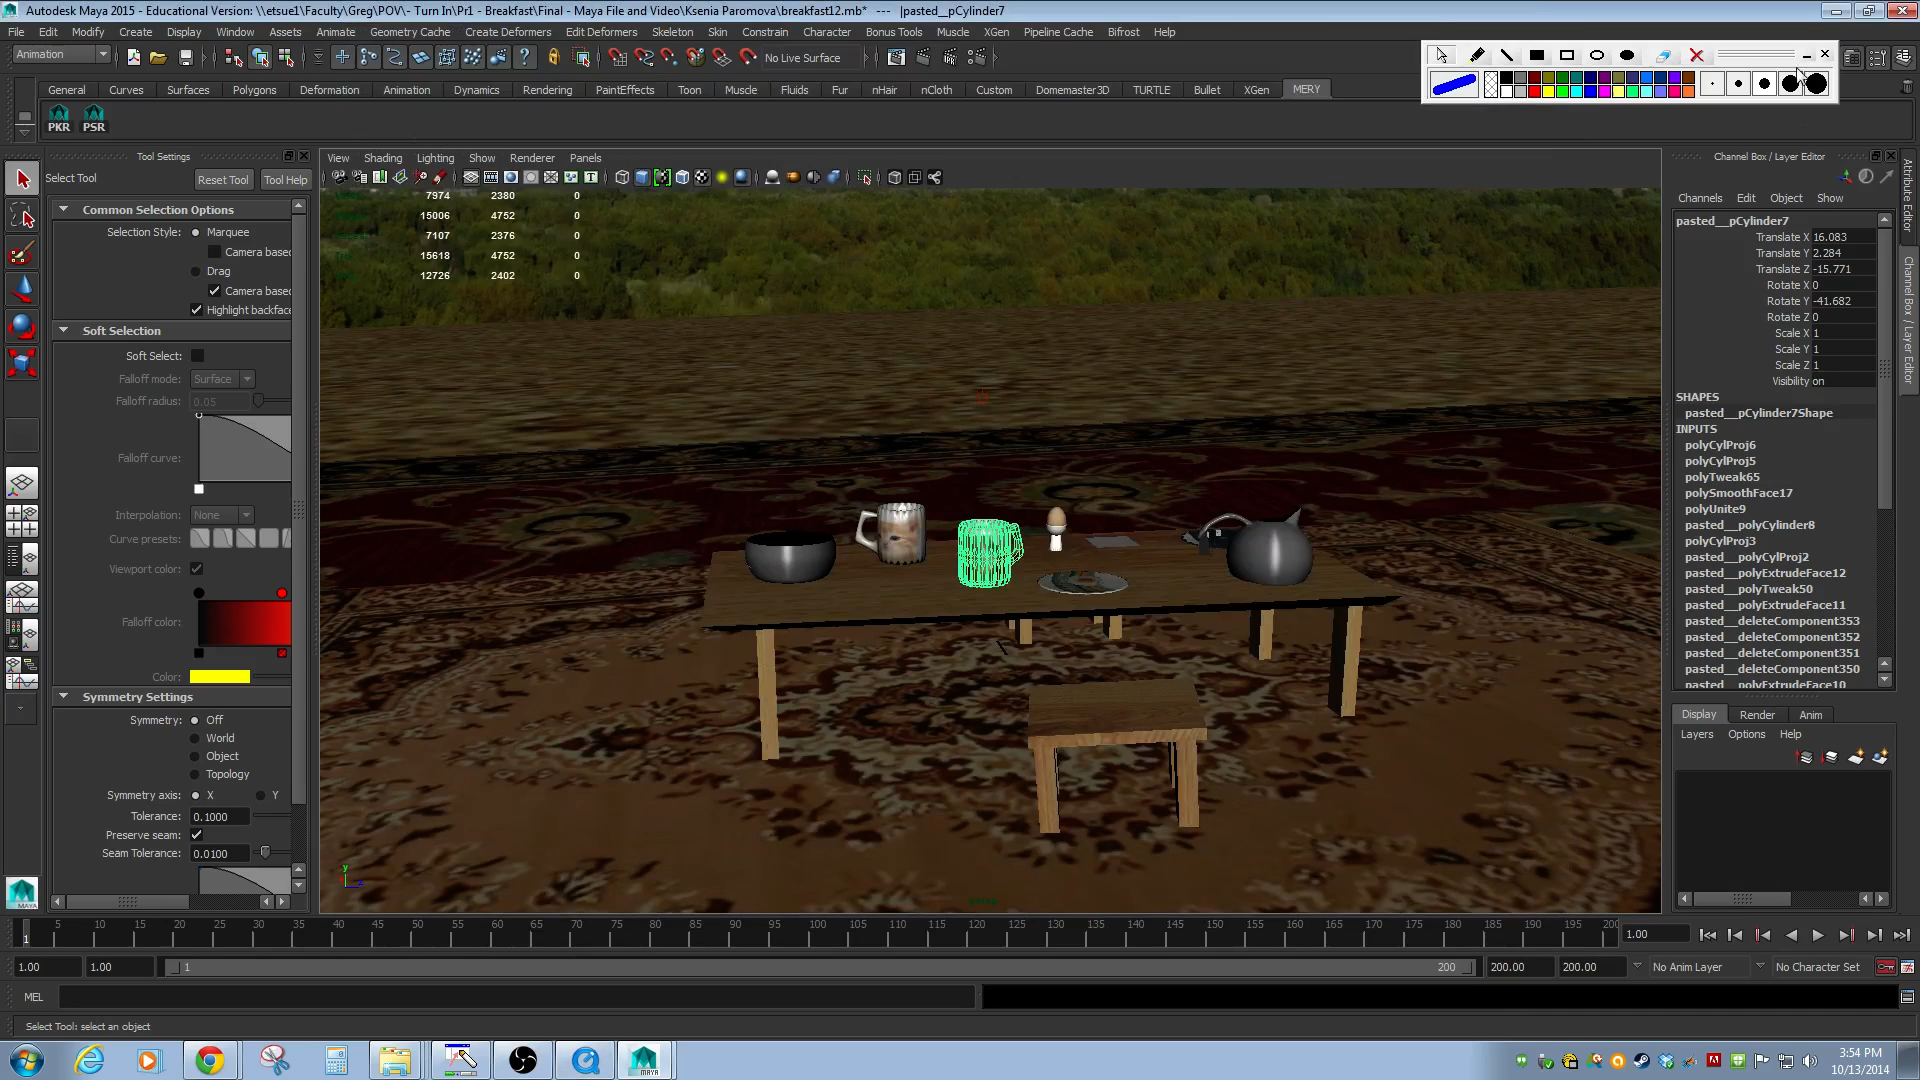 Autodesk Maya 2015 - Educational Version: \\etsue1\Faculty\Greg\POV\- Turn In\Pr1 - Breakfast\Final - Maya File and Video\Ksenia Paromova\breakfast12.mb* --- |pasted__pCylinder7
File Edit Modify Create Display Window Assets Animate Geometry Cache Create Deformers Edit Deformers Skeleton Skin Constrain Character Bonus Tools Muscle XGen Pipeline Cache Bifrost Help
Animation
No Live Surface
General Curves Surfaces Polygons Deformation Animation Dynamics Rendering PaintEffects Toon Muscle Fluids Fur nHair nCloth Custom Domemaster3D TURTLE Bullet XGen MERY
PKR PSR
Tool Settings
Select Tool
Reset Tool
Tool Help
Common Selection Options
Selection Style: Marquee
Camera based
Drag
Camera based
Highlight backface
Soft Selection
Soft Select:
Falloff mode: Surface
Falloff radius: 0.05
Falloff curve:
Interpolation: None
Curve presets:
Viewport color:
Falloff color:
Color:
Symmetry Settings
Symmetry: Off
World
Object
Topology
Symmetry axis: X Y
Tolerance: 0.1000
Preserve seam:
Seam Tolerance: 0.0100
MAYA
View Shading Lighting Show Renderer Panels
7974 2380 0
15006 4752 0
7107 2376 0
15618 4752 0
12726 2402 0
y
z
Channel Box / Layer Editor
Channels Edit Object Show
pasted__pCylinder7
Translate X 16.083
Translate Y 2.284
Translate Z -15.771
Rotate X 0
Rotate Y -41.682
Rotate Z 0
Scale X 1
Scale Y 1
Scale Z 1
Visibility on
SHAPES
pasted__pCylinder7Shape
INPUTS
polyCylProj6
polyCylProj5
polyTweak65
polySmoothFace17
polyUnite9
pasted__polyCylinder8
polyCylProj3
pasted__polyCylProj2
pasted__polyExtrudeFace12
pasted__polyTweak50
pasted__polyExtrudeFace11
pasted__deleteComponent353
pasted__deleteComponent352
pasted__deleteComponent351
pasted__deleteComponent350
pasted__polyExtrudeFace10
Display Render Anim
Layers Options Help
Attribute Editor
Channel Box / Layer Editor
1 5 10 15 20 25 30 35 40 45 50 55 60 65 70 75 80 85 90 95 100 105 110 115 120 125 130 135 140 145 150 155 160 165 170 175 180 185 190 195 200
1.00
1.00 1.00 1 200 200.00 200.00 No Anim Layer No Character Set
MEL
Select Tool: select an object
MAYA
3:54 PM
10/13/2014